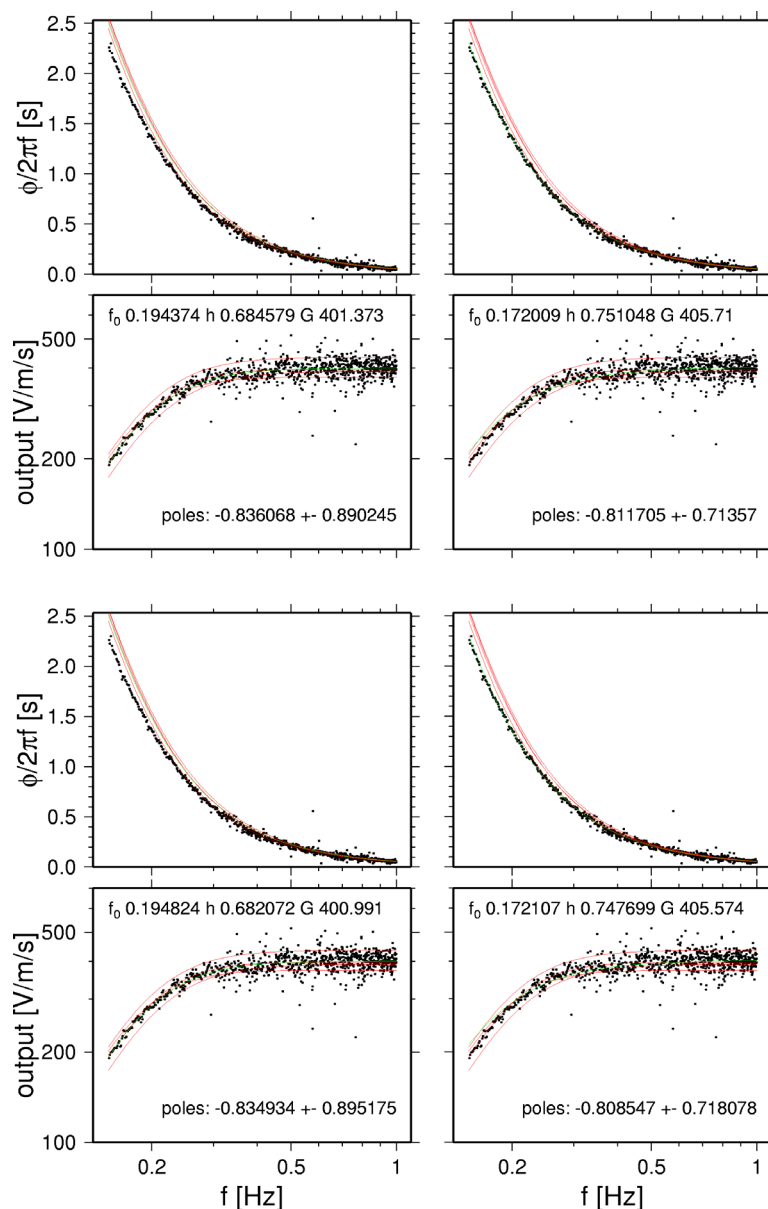 2.5
2.0
1.5
1.0
0.5
0.0
ϕ/2πf [s]
f₀ 0.194374 h 0.684579 G 401.373
f₀ 0.172009 h 0.751048 G 405.71
500
200
100
output [V/m/s]
poles: -0.836068 +- 0.890245
poles: -0.811705 +- 0.71357
2.5
2.0
1.5
1.0
0.5
0.0
ϕ/2πf [s]
f₀ 0.194824 h 0.682072 G 400.991
f₀ 0.172107 h 0.747699 G 405.574
500
200
100
output [V/m/s]
poles: -0.834934 +- 0.895175
poles: -0.808547 +- 0.718078
0.2 0.5 1
0.2 0.5 1
f [Hz]
f [Hz]